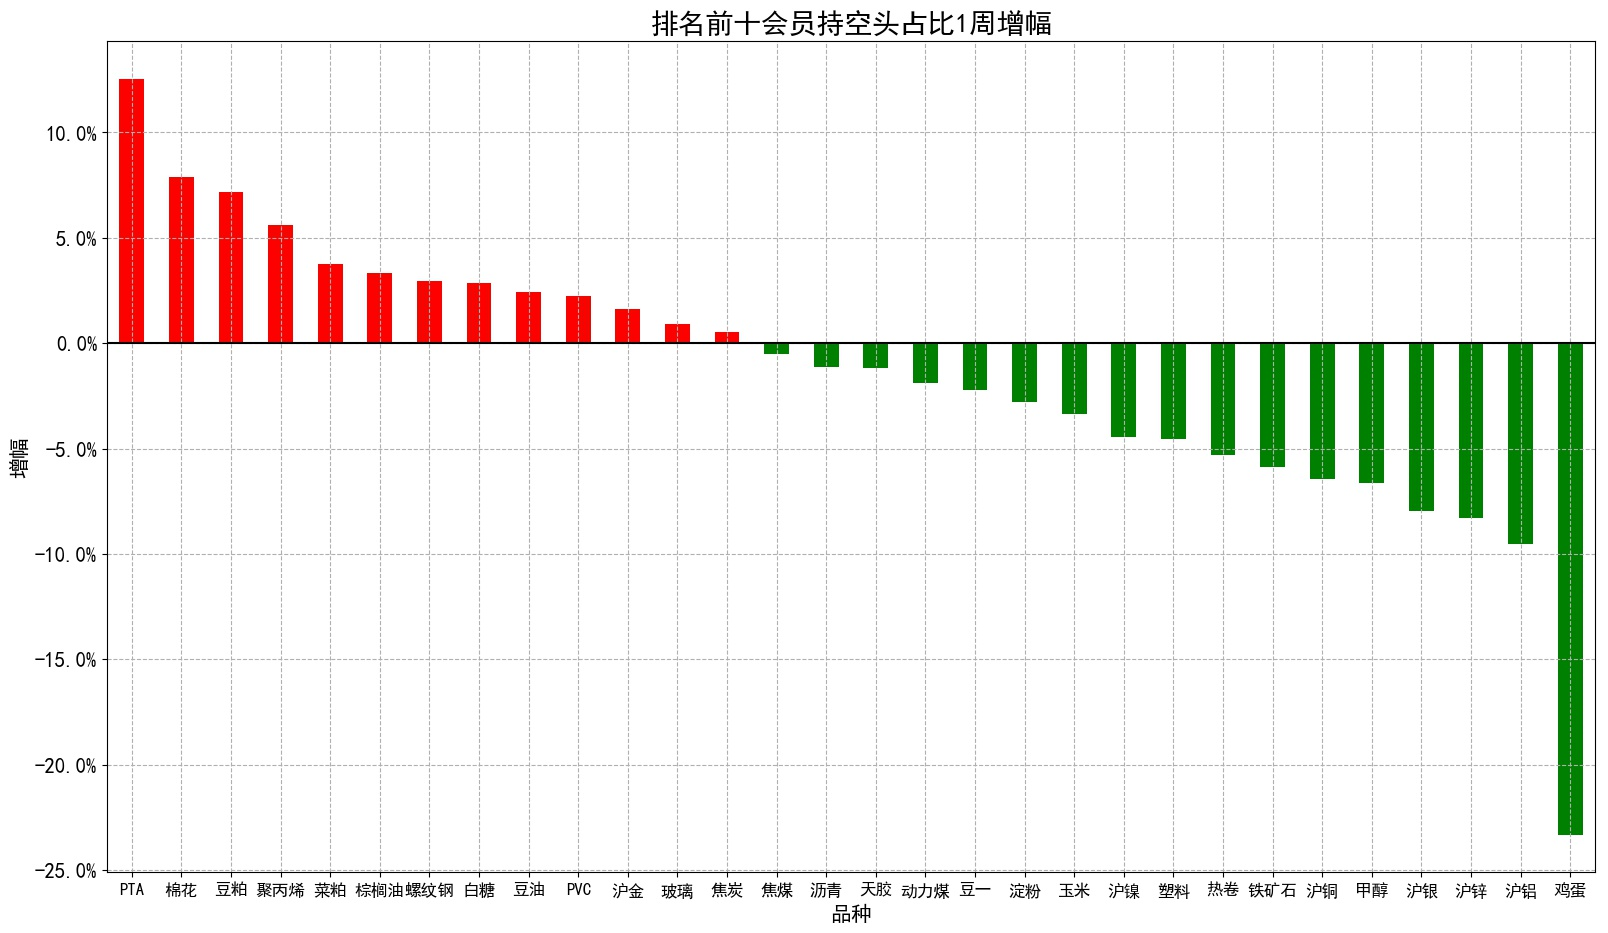 排名前十会员持空头占比1周增幅
10.0%
5.0%
0.0%
-5.0%
-10.0%
-15.0%
-20.0%
-25.0%
增幅
PTA 棉花 豆粕 聚丙烯 菜粕 棕榈油 螺纹钢 白糖 豆油 PVC 沪金 玻璃 焦炭 焦煤 沥青 天胶 动力煤 豆一 淀粉 玉米 沪镍 塑料 热卷 铁矿石 沪铜 甲醇 沪银 沪锌 沪铝 鸡蛋
品种